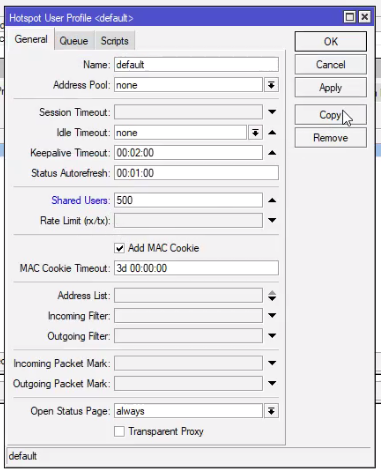 Hotspot User Profile <default>
General Queue Scripts
OK
Name: default
Cancel
Address Pool: none
Apply
Session Timeout:
Copy
Idle Timeout: none
Remove
Keepalive Timeout: 00:02:00
Status Autorefresh: 00:01:00
Shared Users: 500
Rate Limit (rx/tx):
Add MAC Cookie
MAC Cookie Timeout: 3d 00:00:00
Address List:
Incoming Filter:
Outgoing Filter:
Incoming Packet Mark:
Outgoing Packet Mark:
Open Status Page: always
Transparent Proxy
default